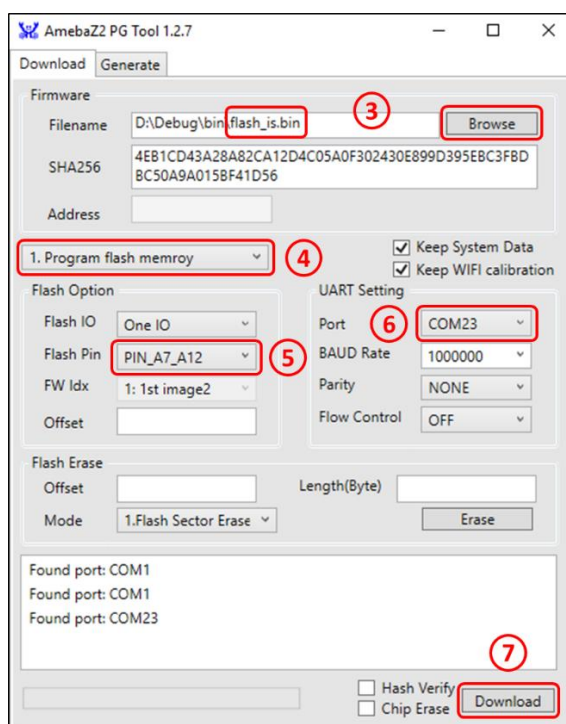 AmebaZ2 PG Tool 1.2.7
Download Generate
Firmware
Filename D:\Debug\bin\flash_is.bin ③ Browse
SHA256 4EB1CD43A28A82CA12D4C05A0F302430E899D395EBC3FBD
BC50A9A015BF41D56
Address
1. Program flash memroy ④ Keep System Data
Keep WIFI calibration
Flash Option UART Setting
Flash IO One IO Port ⑥ COM23
Flash Pin PIN_A7_A12 ⑤ BAUD Rate 1000000
FW Idx 1: 1st image2 Parity NONE
Offset Flow Control OFF
Flash Erase
Offset Length(Byte)
Mode 1.Flash Sector Erase Erase
Found port: COM1
Found port: COM1
Found port: COM23
⑦
Hash Verify
Chip Erase Download